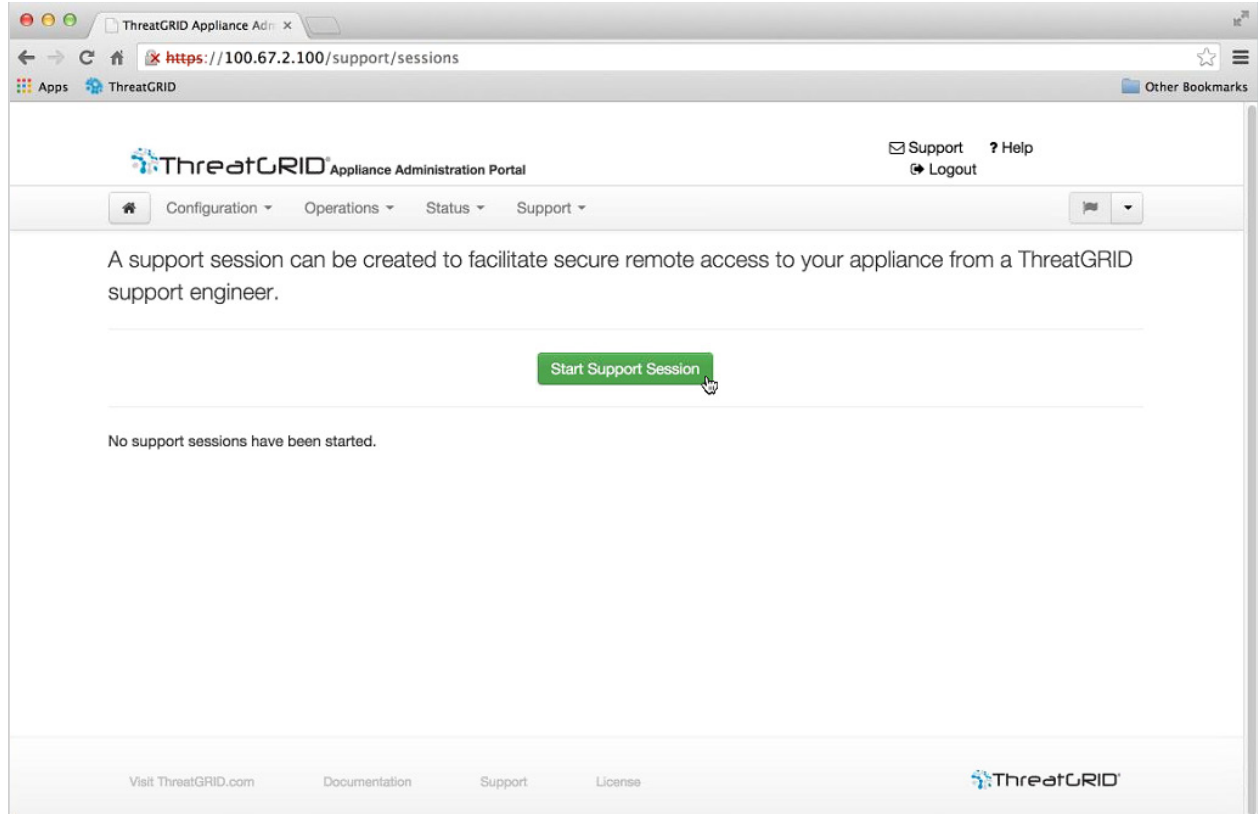 ThreatGRID Appliance Adn
https://100.67.2.100/support/sessions
Apps ThreatGRID Other Bookmarks
ThreatGRID® Appliance Administration Portal
Support ? Help
Logout
Configuration Operations Status Support
A support session can be created to facilitate secure remote access to your appliance from a ThreatGRID
support engineer.
Start Support Session
No support sessions have been started.
Visit ThreatGRID.com Documentation Support License ThreatGRID®